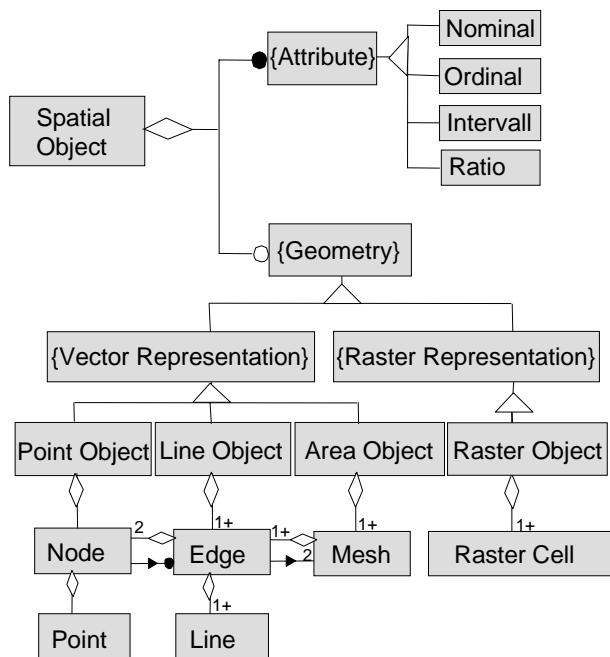 Nominal
{Attribute}
Ordinal
Spatial
Object
Intervall
Ratio
{Geometry}
{Vector Representation}
{Raster Representation}
Point Object
Line Object
Area Object
Raster Object
2
1+
1+
1+
1+
Node
Edge
2
Mesh
Raster Cell
1+
Point
Line